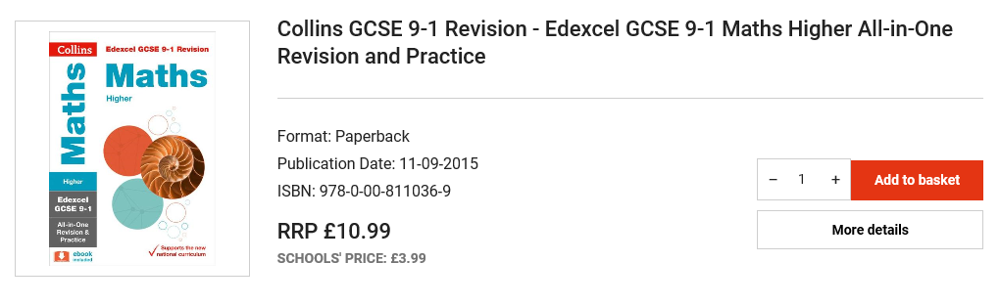 Collins GCSE 9-1 Revision - Edexcel GCSE 9-1 Maths Higher All-in-One
Revision and Practice
Collins
Edexcel GCSE 9-1 Revision
Maths
Maths
Higher
Higher
Edexcel
GCSE 9-1
All-in-One
Revision &
Practice
ebook
included
Supports the new
national curriculum
Format: Paperback
Publication Date: 11-09-2015
ISBN: 978-0-00-811036-9
RRP £10.99
SCHOOLS' PRICE: £3.99
− 1 +
Add to basket
More details